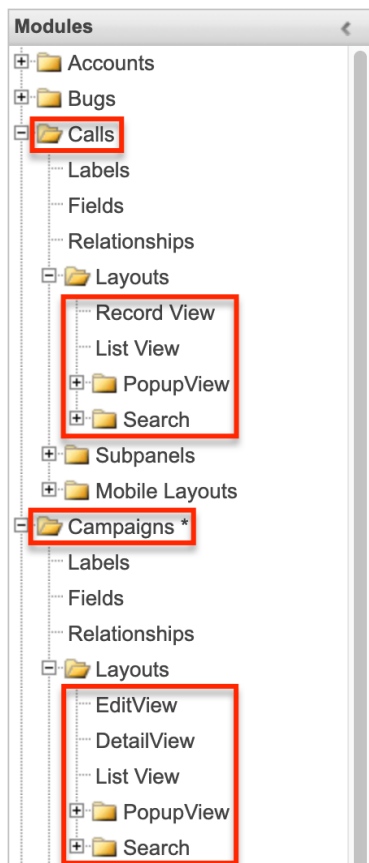 Modules
Accounts
Bugs
Calls
Labels
Fields
Relationships
Layouts
Record View
List View
PopupView
Search
Subpanels
Mobile Layouts
Campaigns *
Labels
Fields
Relationships
Layouts
EditView
DetailView
List View
PopupView
Search